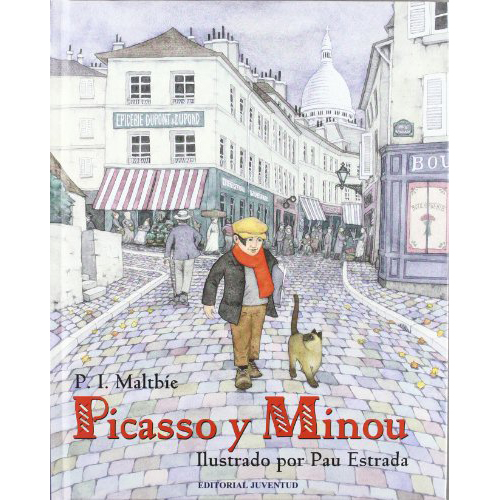 EPICERIE DUPONT & DUPOND
BOU
P. I. Maltbie
Picasso y Minou
Ilustrado por Pau Estrada
EDITORIAL JUVENTUD